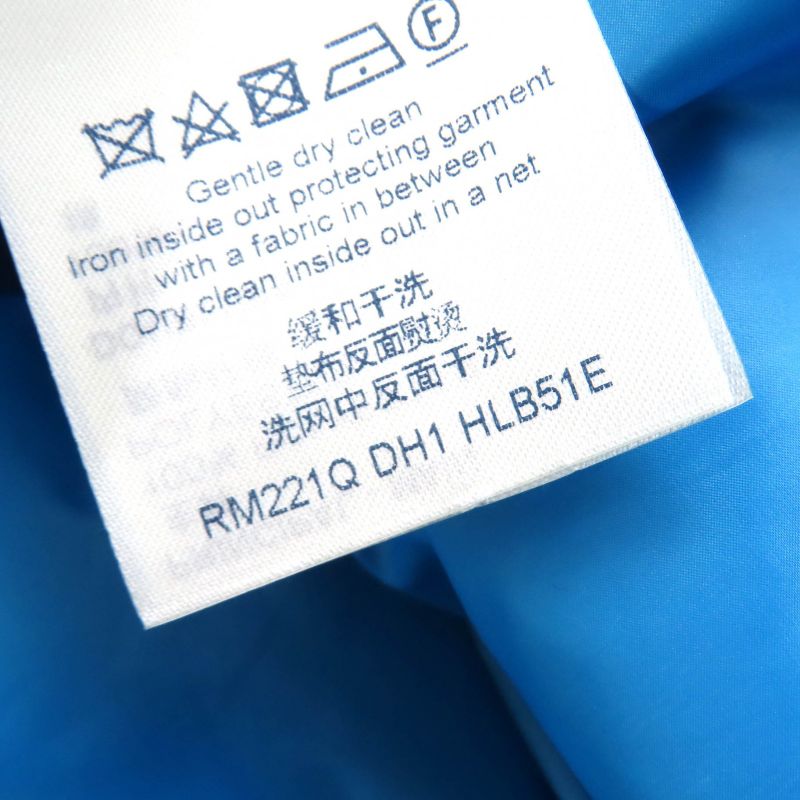 F
Gentle dry clean
Iron inside out protecting garment
with a fabric in between
Dry clean inside out in a net
缓和干洗
垫布反面熨烫
洗网中反面干洗
RM221Q DH1 HLB51E